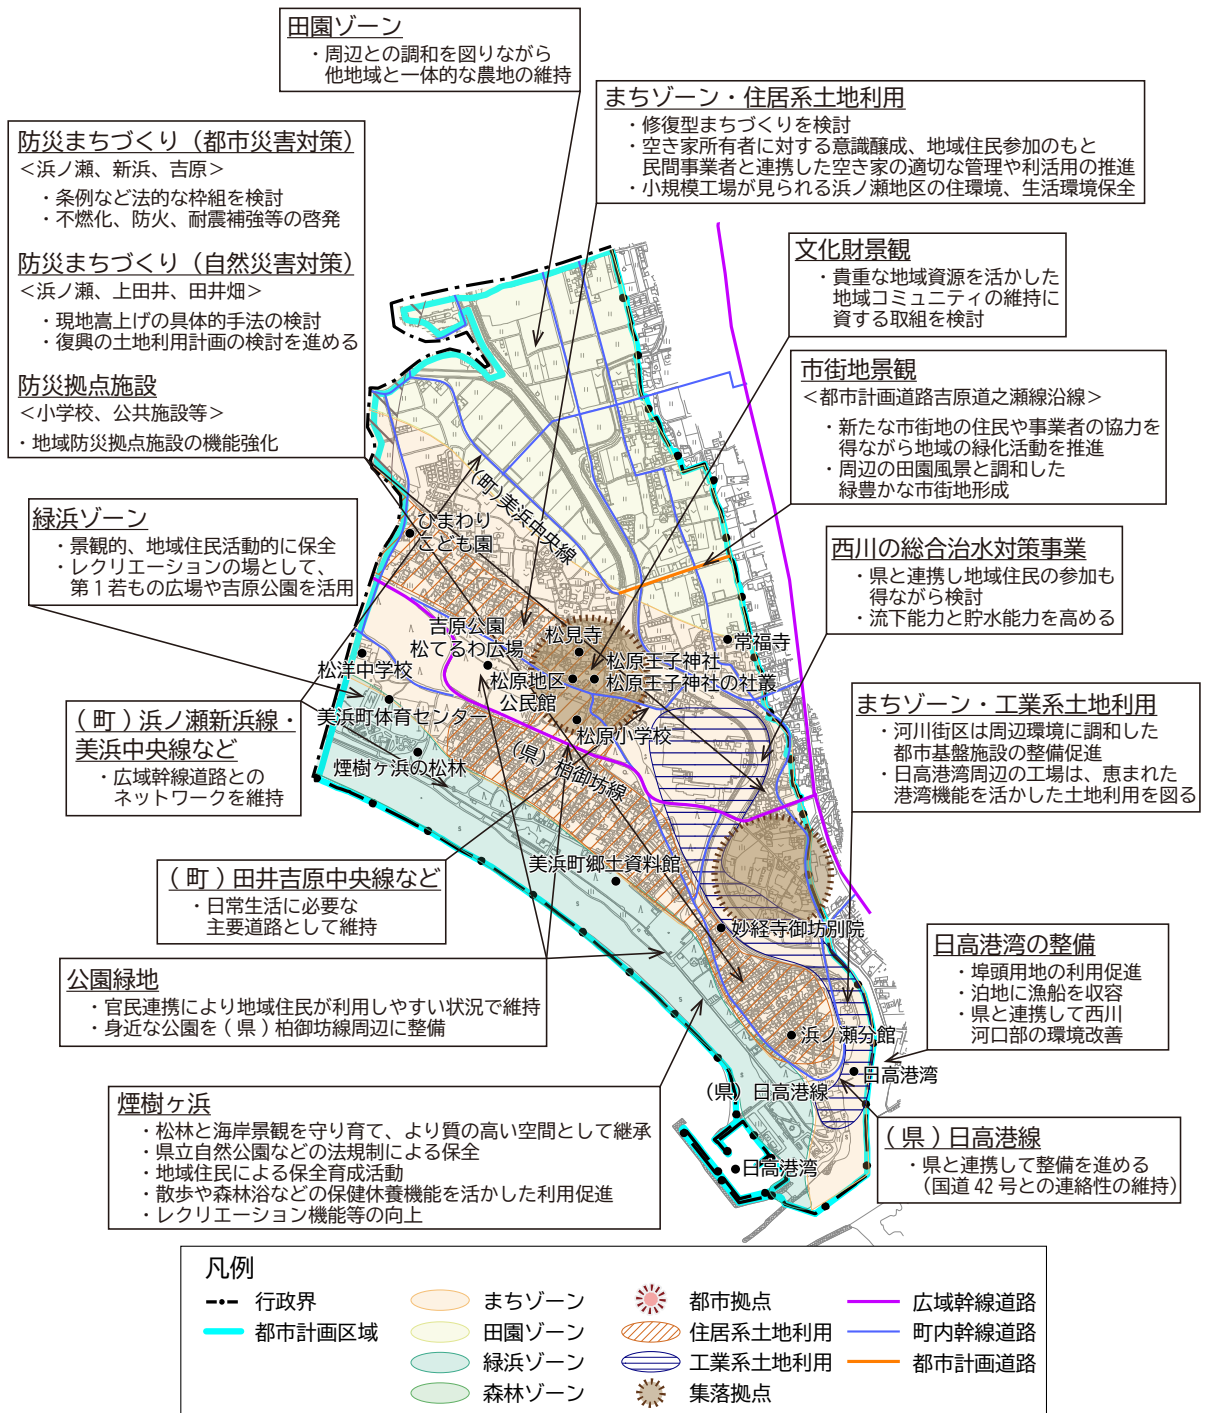 田園ゾーン
・周辺との調和を図りながら
他地域と一体的な農地の維持
まちゾーン・住居系土地利用
・修復型まちづくりを検討
・空き家所有者に対する意識醸成、地域住民参加のもと
民間事業者と連携した空き家の適切な管理や利活用の推進
・小規模工場が見られる浜ノ瀬地区の住環境、生活環境保全
防災まちづくり（都市災害対策）
＜浜ノ瀬、新浜、吉原＞
・条例など法的な枠組を検討
・不燃化、防火、耐震補強等の啓発
防災まちづくり（自然災害対策）
＜浜ノ瀬、上田井、田井畑＞
・現地嵩上げの具体的手法の検討
・復興の土地利用計画の検討を進める
防災拠点施設
＜小学校、公共施設等＞
・地域防災拠点施設の機能強化
文化財景観
・貴重な地域資源を活かした
地域コミュニティの維持に
資する取組を検討
市街地景観
＜都市計画道路吉原道之瀬線沿線＞
・新たな市街地の住民や事業者の協力を
得ながら地域の緑化活動を推進
・周辺の田園風景と調和した
緑豊かな市街地形成
緑浜ゾーン
・景観的、地域住民活動的に保全
・レクリエーションの場として、
第１若もの広場や吉原公園を活用
西川の総合治水対策事業
・県と連携し地域住民の参加も
得ながら検討
・流下能力と貯水能力を高める
（町）美浜中央線
ひまわり
こども園
吉原公園
松てるわ広場
松見寺
常福寺
松原王子神社
松原王子神社の社叢
松洋中学校
松原地区
公民館
美浜町体育センター
松原小学校
煙樹ヶ浜の松林
（県）柏御坊線
（町）浜ノ瀬新浜線・
美浜中央線など
・広域幹線道路との
ネットワークを維持
まちゾーン・工業系土地利用
・河川街区は周辺環境に調和した
都市基盤施設の整備促進
・日高港湾周辺の工場は、恵まれた
港湾機能を活かした土地利用を図る
（町）田井吉原中央線など
・日常生活に必要な
主要道路として維持
美浜町郷土資料館
妙経寺御坊別院
公園緑地
・官民連携により地域住民が利用しやすい状況で維持
・身近な公園を（県）柏御坊線周辺に整備
日高港湾の整備
・埠頭用地の利用促進
・泊地に漁船を収容
・県と連携して西川
河口部の環境改善
浜ノ瀬分館
日高港湾
（県）日高港線
煙樹ヶ浜
・松林と海岸景観を守り育て、より質の高い空間として継承
・県立自然公園などの法規制による保全
・地域住民による保全育成活動
・散歩や森林浴などの保健休養機能を活かした利用促進
・レクリエーション機能等の向上
日高港湾
（県）日高港線
・県と連携して整備を進める
（国道 42 号との連絡性の維持）
凡例
行政界
都市計画区域
まちゾーン
田園ゾーン
緑浜ゾーン
森林ゾーン
都市拠点
住居系土地利用
工業系土地利用
集落拠点
広域幹線道路
町内幹線道路
都市計画道路